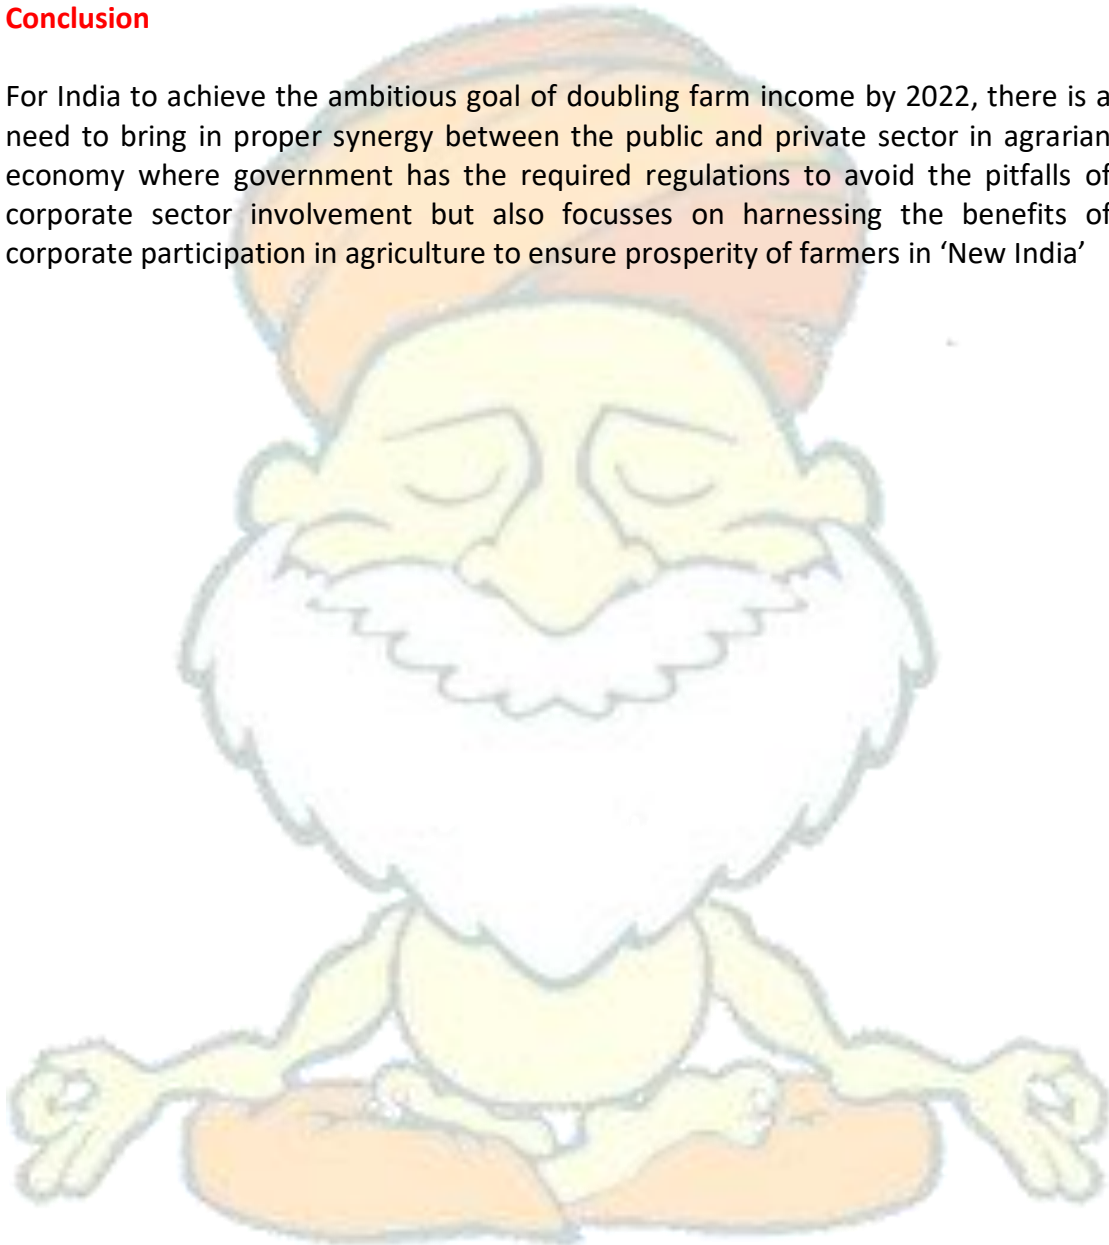 Conclusion
For India to achieve the ambitious goal of doubling farm income by 2022, there is a
need to bring in proper synergy between the public and private sector in agrarian
economy where government has the required regulations to avoid the pitfalls of
corporate sector involvement but also focusses on harnessing the benefits of
corporate participation in agriculture to ensure prosperity of farmers in ‘New India’